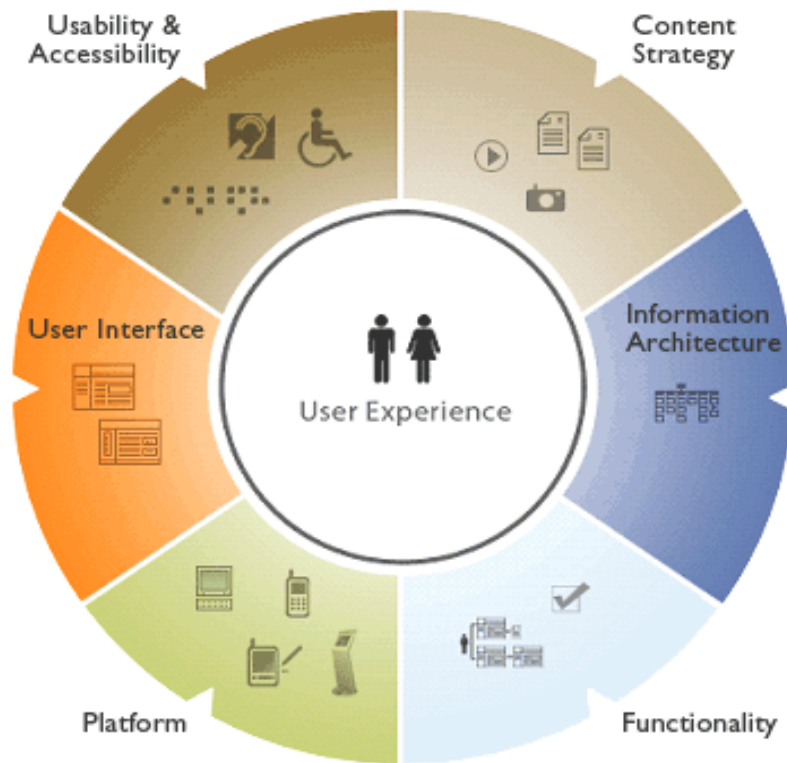 Usability &
Accessibility
Content
Strategy
User Interface
Information
Architecture
User Experience
Platform
Functionality